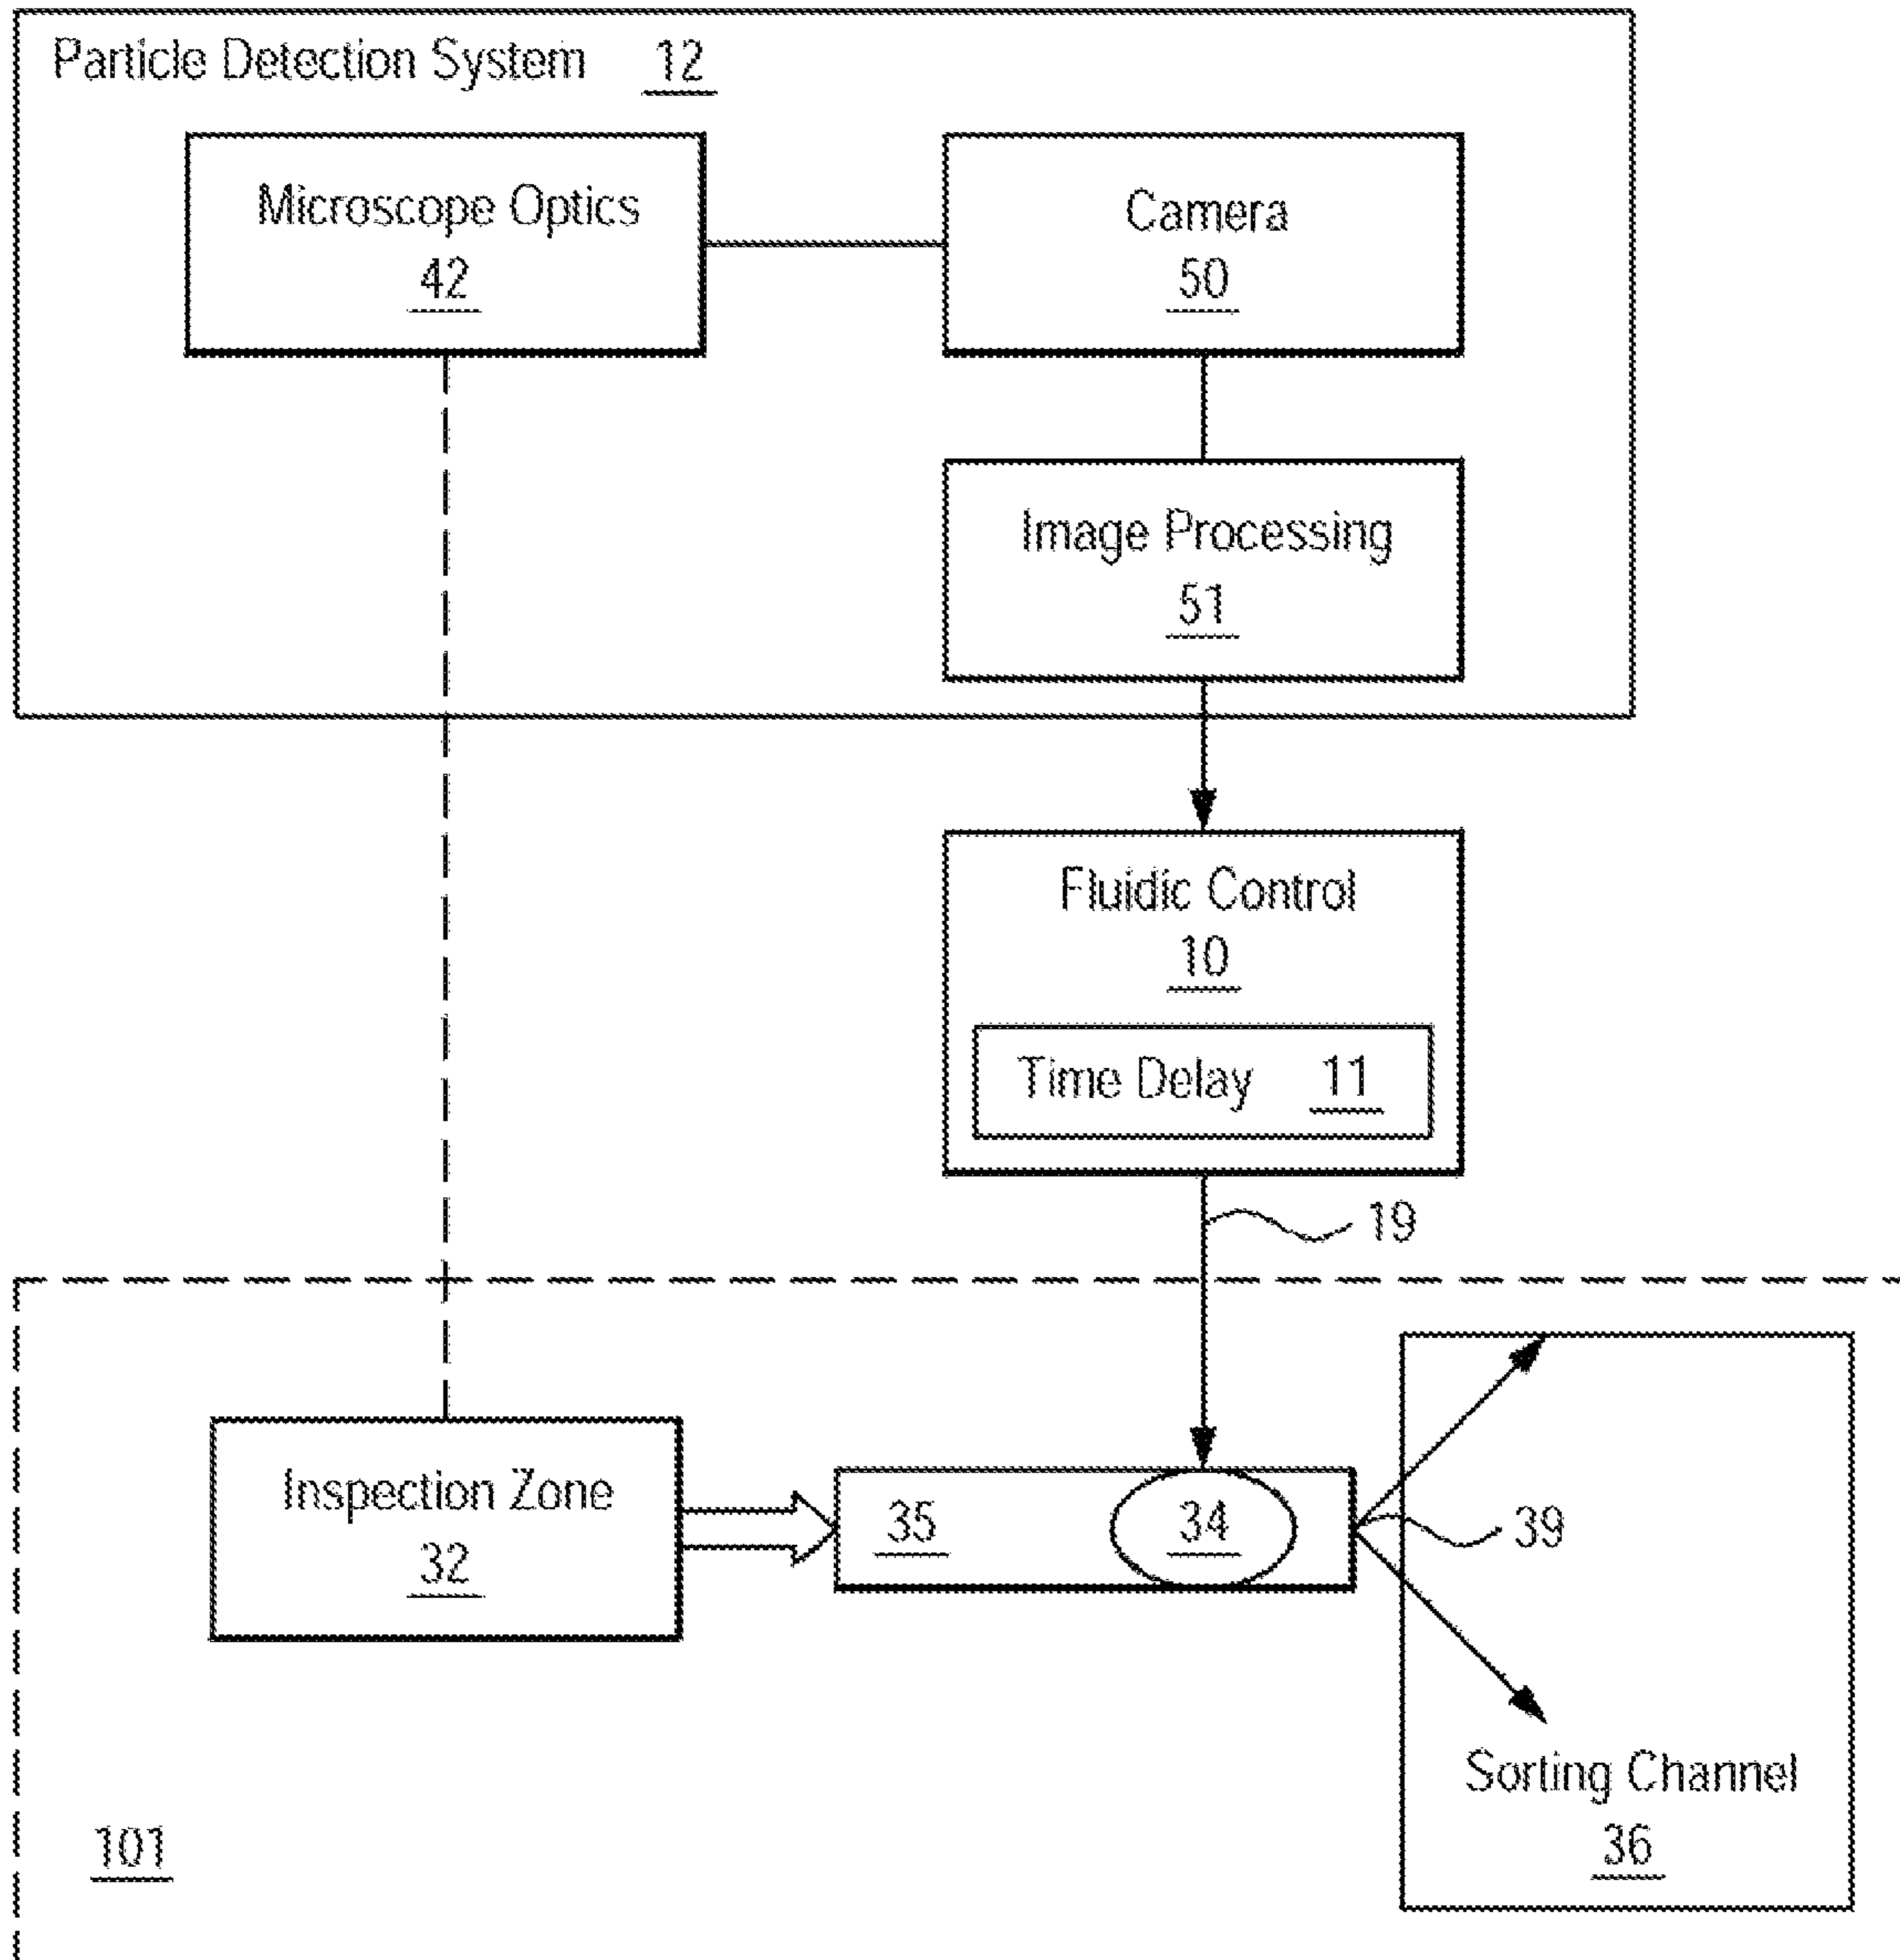 Particle Detection System 12
Microscope Optics
42
Camera
50
Image Processing
51
Fluidic Control
10
Time Delay 11
19
Inspection Zone
32
35
34
39
Sorting Channel
36
101